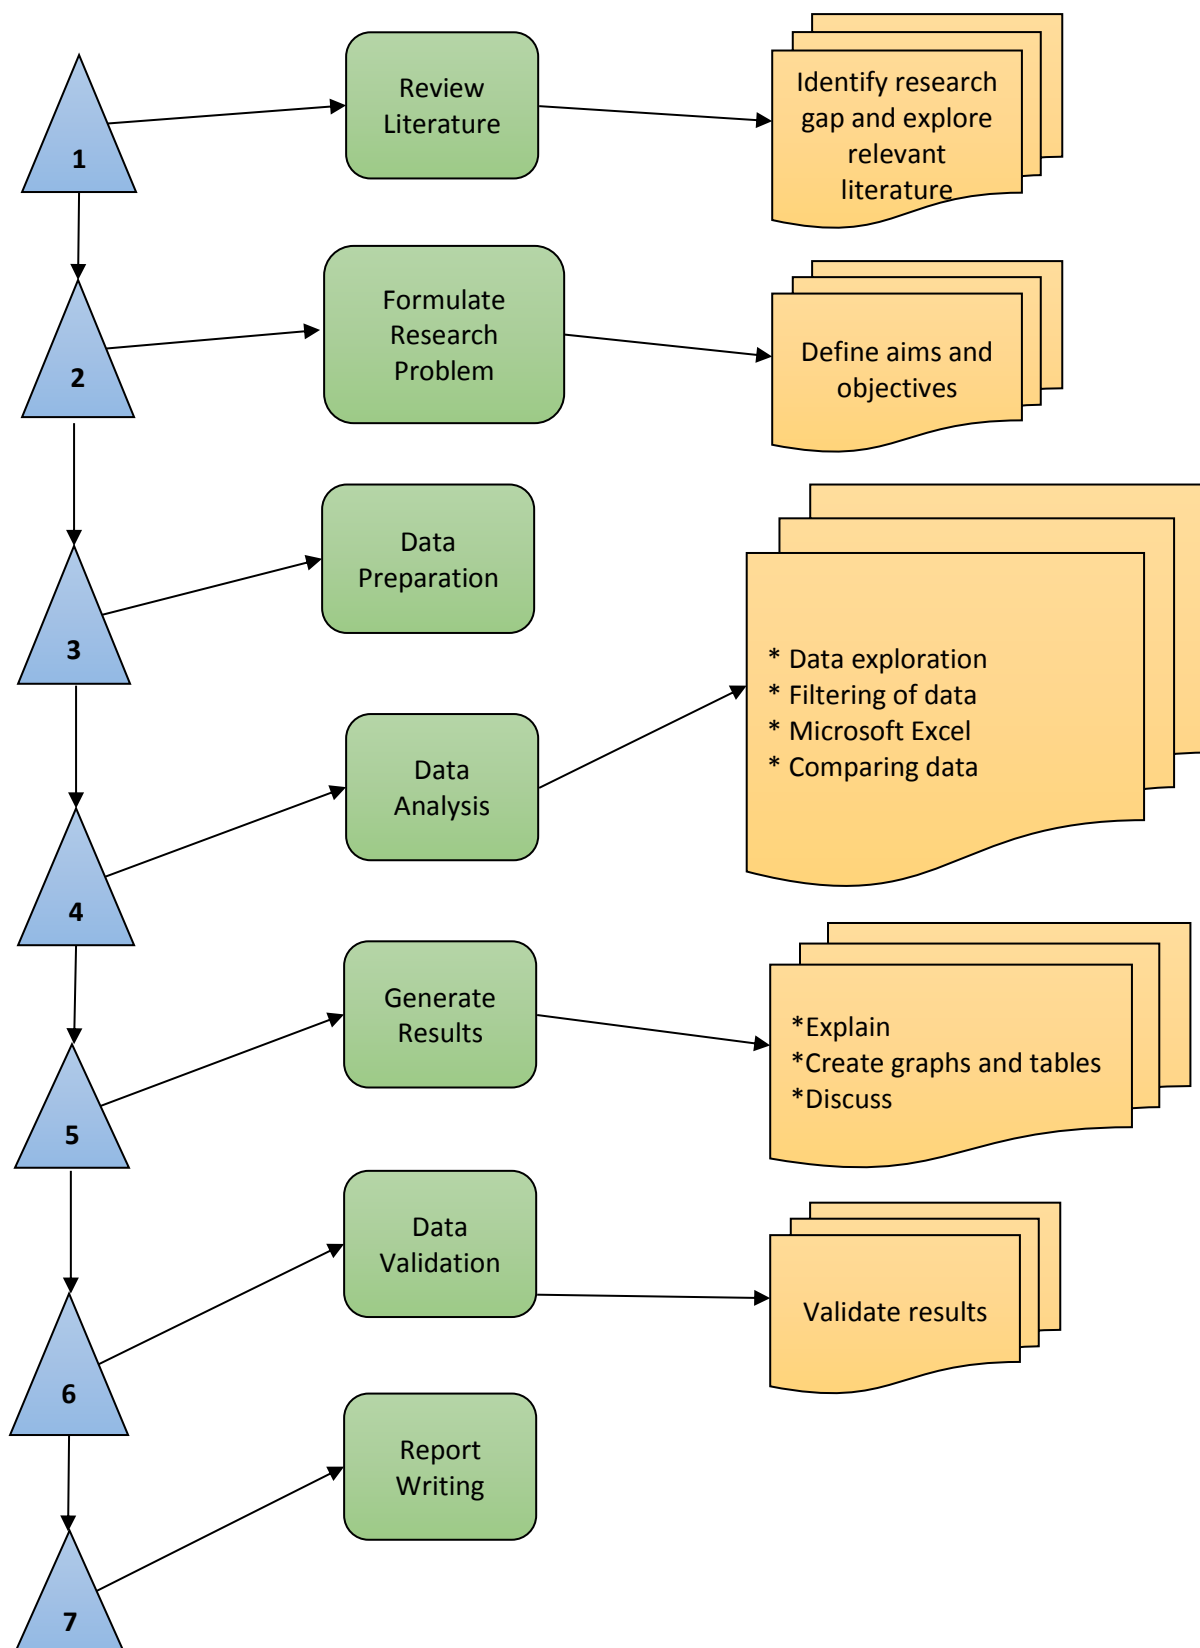 1
Review
Literature
Identify research
gap and explore
relevant
literature
2
Formulate
Research
Problem
Define aims and
objectives
3
Data
Preparation
* Data exploration
* Filtering of data
* Microsoft Excel
* Comparing data
4
Data
Analysis
5
Generate
Results
*Explain
*Create graphs and tables
*Discuss
6
Data
Validation
Validate results
7
Report
Writing